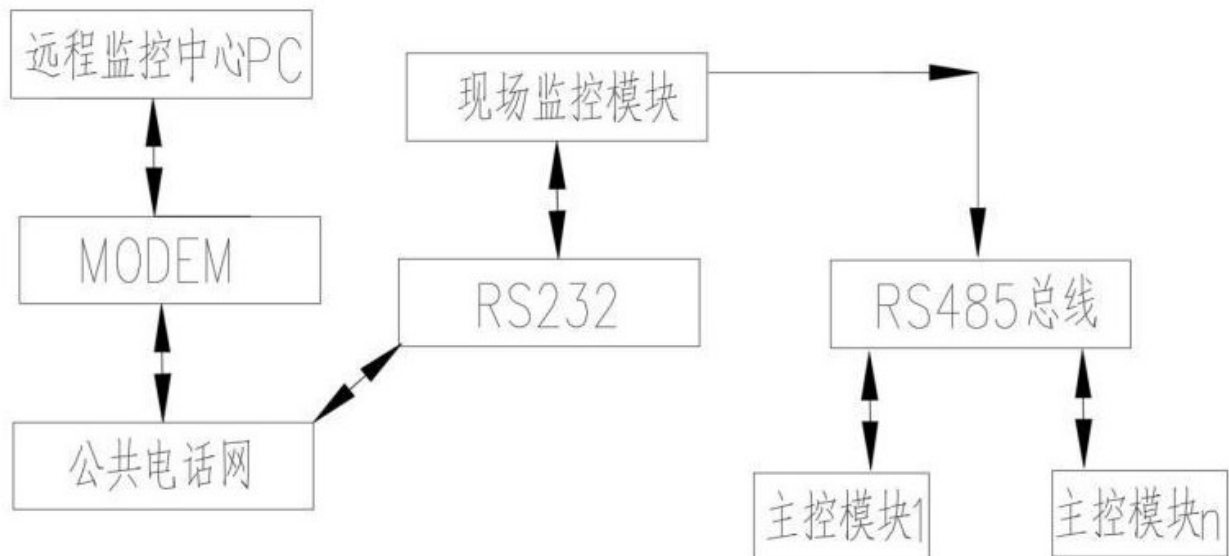 远程监控中心PC
现场监控模块
MODEM
RS232
RS485总线
公共电话网
主控模块1
主控模块n